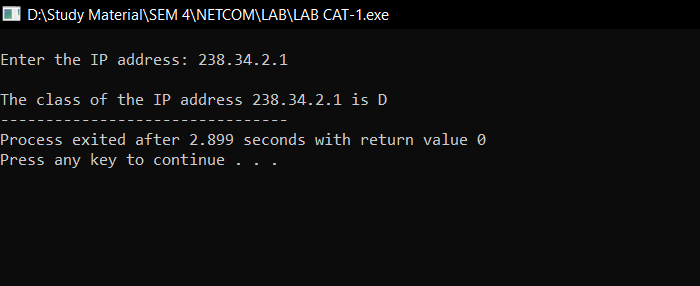 D:\Study Material\SEM 4\NETCOM\LAB\LAB CAT-1.exe
Enter the IP address: 238.34.2.1
The class of the IP address 238.34.2.1 is D
--------------------------------
Process exited after 2.899 seconds with return value 0
Press any key to continue . . .